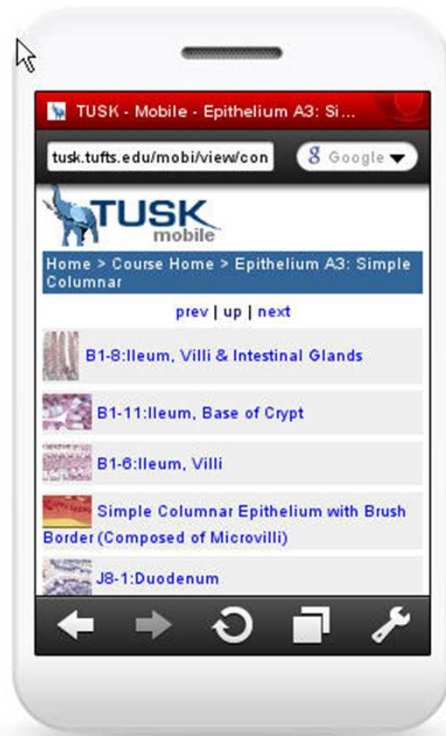 TUSK - Mobile - Epithelium A3: Si...
tusk.tufts.edu/mobi/view/con
8 Google
TUSK
mobile
Home > Course Home > Epithelium A3: Simple
Columnar
prev | up | next
B1-8:Ileum, Villi & Intestinal Glands
B1-11:Ileum, Base of Crypt
B1-6:Ileum, Villi
Simple Columnar Epithelium with Brush
Border (Composed of Microvilli)
J8-1:Duodenum